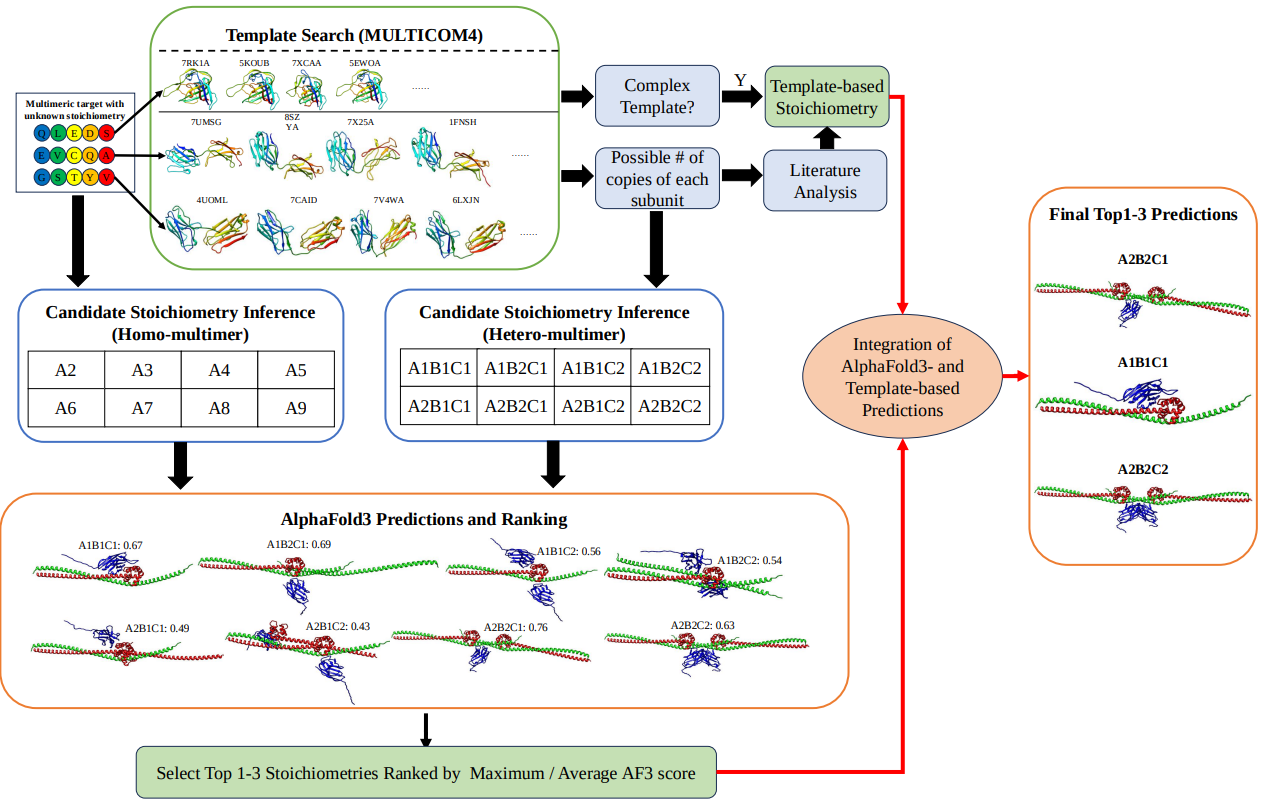 Template Search (MULTICOM4)
7RK1A
5KOUB
7XCAA
5EWOA
......
Multimeric target with
unknown stoichiometry
Q L E D S
E V C Q A
G S T Y V
7UMSG
8SZ
YA
7X25A
1FNSH
......
4UOML
7CAID
7V4WA
6LXJN
......
Complex
Template?
Y
Template-based
Stoichiometry
Possible # of
copies of each
subunit
Literature
Analysis
Candidate Stoichiometry Inference
(Homo-multimer)
A2 A3 A4 A5
A6 A7 A8 A9
Candidate Stoichiometry Inference
(Hetero-multimer)
A1B1C1 A1B2C1 A1B1C2 A1B2C2
A2B1C1 A2B2C1 A2B1C2 A2B2C2
Integration of
AlphaFold3- and
Template-based
Predictions
Final Top1-3 Predictions
A2B2C1
A1B1C1
A2B2C2
AlphaFold3 Predictions and Ranking
A1B1C1: 0.67
A1B2C1: 0.69
A1B1C2: 0.56
A1B2C2: 0.54
A2B1C1: 0.49
A2B1C2: 0.43
A2B2C1: 0.76
A2B2C2: 0.63
Select Top 1-3 Stoichiometries Ranked by Maximum / Average AF3 score